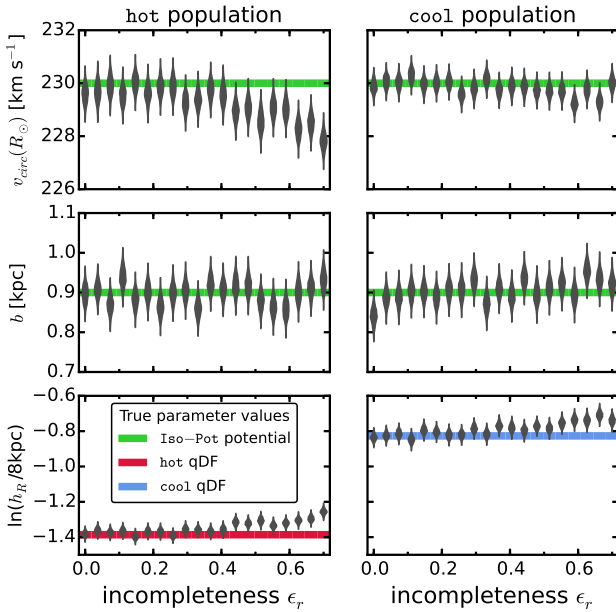 hot population
cool population
232
230
228
226
v_circ(R_⊙) [km s⁻¹]
1.1
1.0
0.9
0.8
0.7
b [kpc]
−0.6
−0.8
−1.0
−1.2
−1.4
ln(h_R/8kpc)
True parameter values
Iso−Pot potential
hot qDF
cool qDF
0.0 0.2 0.4 0.6
0.0 0.2 0.4 0.6
incompleteness ϵ_r
incompleteness ϵ_r